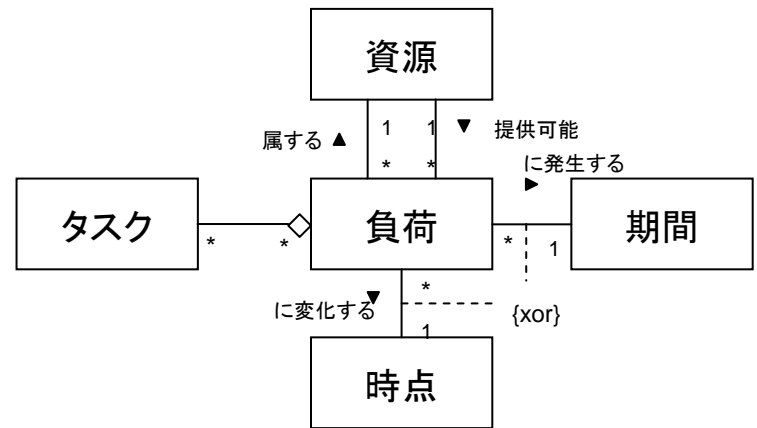 資源
属する ▲
1
1
▼ 提供可能
*
*
に発生する
►
タスク
*
*
負荷
*
1
期間
に変化する
▼
*
1
{xor}
時点